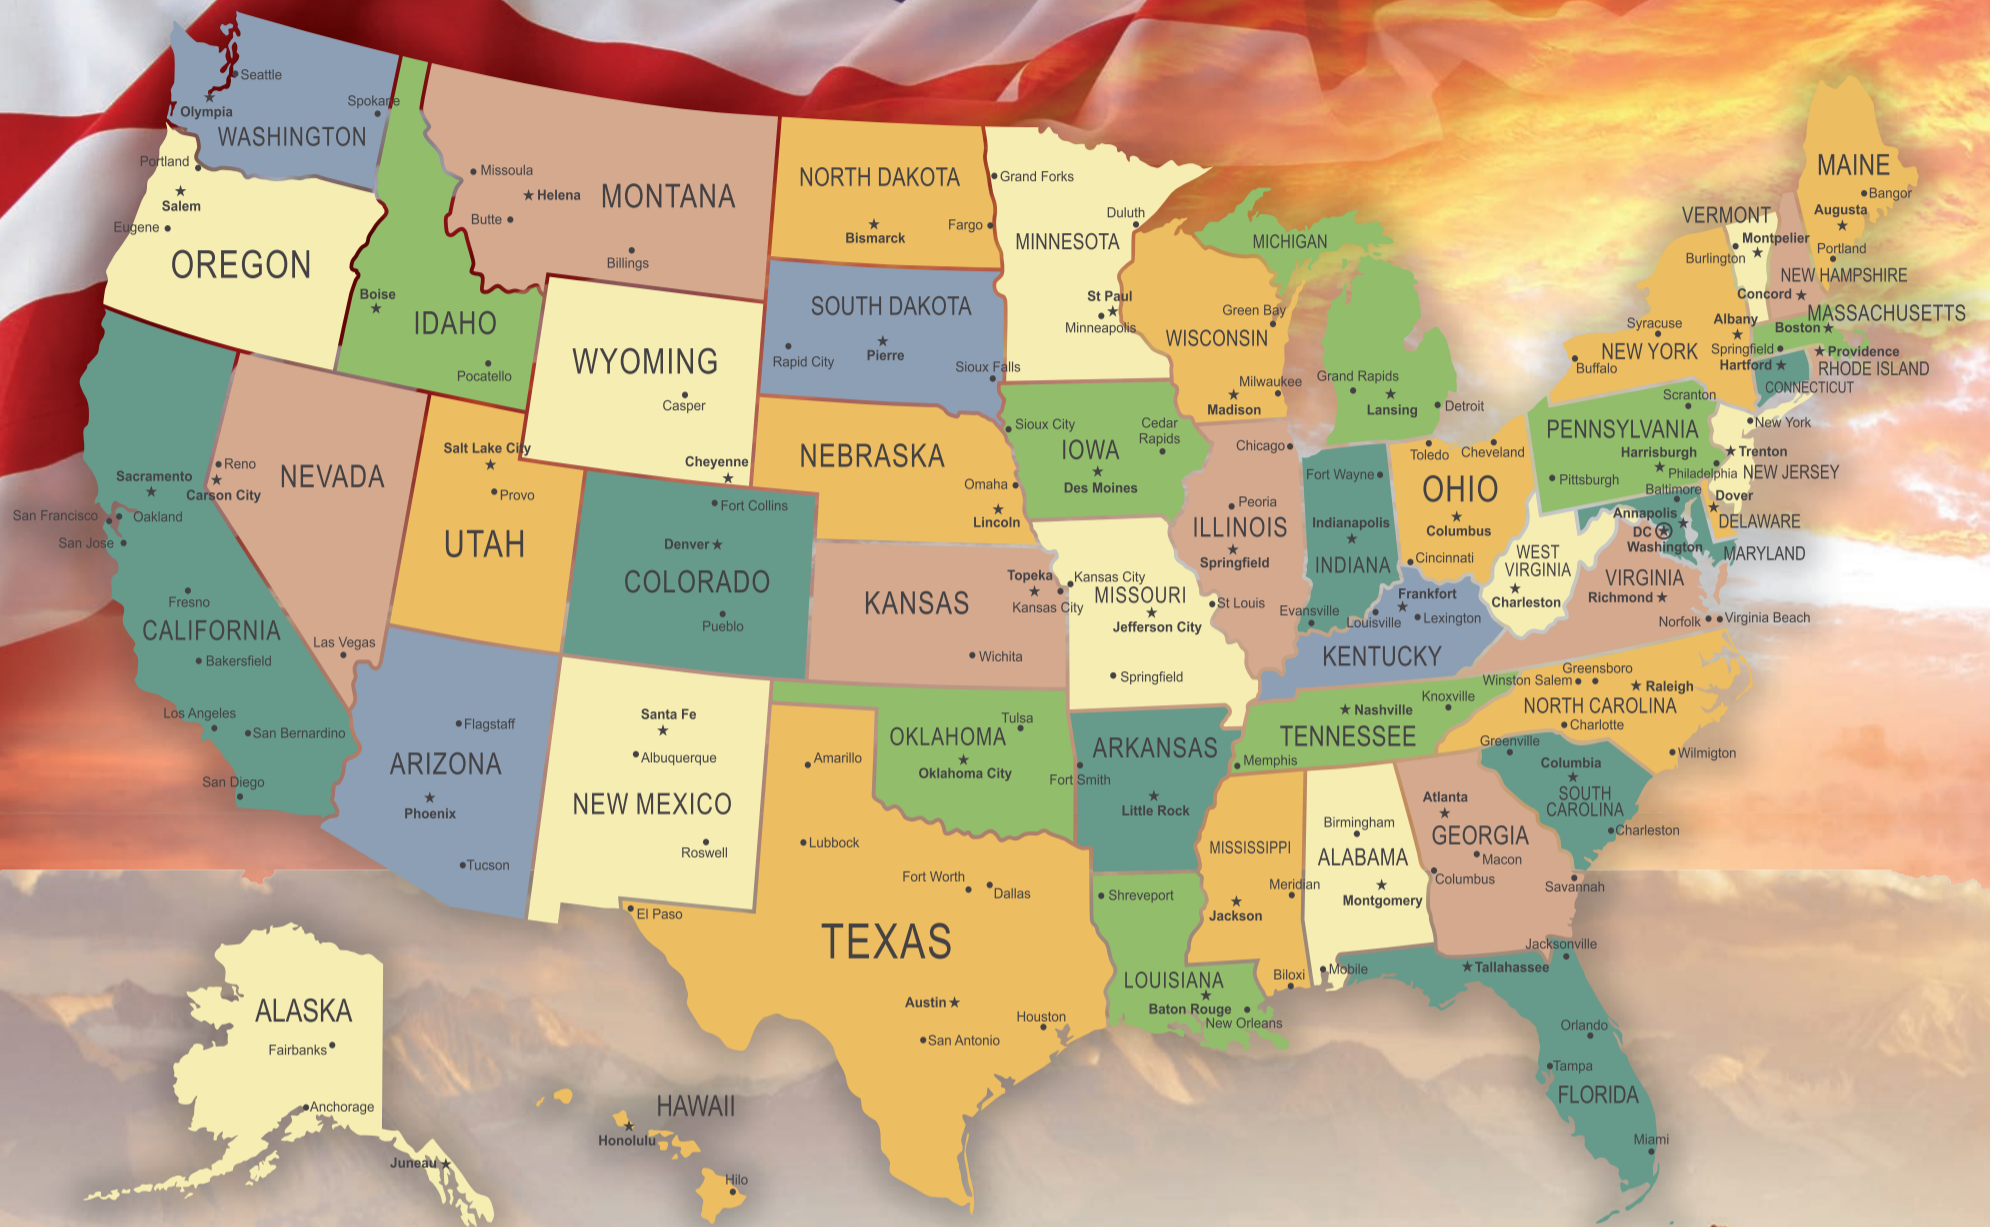 Seattle
Spokane
Olympia
WASHINGTON
Portland
Salem
Eugene
OREGON
Boise
IDAHO
Pocatello
Missoula
Helena
MONTANA
Butte
Billings
WYOMING
Casper
Cheyenne
NORTH DAKOTA
Bismarck
Fargo
SOUTH DAKOTA
Rapid City
Pierre
Sioux Falls
Grand Forks
Duluth
MINNESOTA
St Paul
Minneapolis
MICHIGAN
Green Bay
WISCONSIN
Milwaukee
Madison
Grand Rapids
Lansing
Detroit
MAINE
Bangor
Augusta
Portland
VERMONT
Montpelier
Burlington
NEW HAMPSHIRE
Concord
MASSACHUSETTS
Boston
Albany
Syracuse
NEW YORK
Springfield
Providence
Buffalo
Hartford
RHODE ISLAND
CONNECTICUT
Scranton
New York
PENNSYLVANIA
Harrisburgh
Trenton
Philadelphia
NEW JERSEY
Pittsburgh
Baltimore
Dover
Annapolis
DELAWARE
DC
Washington
MARYLAND
Reno
NEVADA
Sacramento
Carson City
San Francisco
Oakland
San Jose
Fresno
CALIFORNIA
Las Vegas
Bakersfield
Los Angeles
San Bernardino
San Diego
Salt Lake City
Provo
UTAH
Fort Collins
Denver
COLORADO
Pueblo
NEBRASKA
Omaha
Lincoln
Sioux City
Cedar
Rapids
IOWA
Des Moines
Topeka
KANSAS
Kansas City
Wichita
Kansas City
MISSOURI
St Louis
Jefferson City
Springfield
Chicago
Peoria
ILLINOIS
Springfield
Fort Wayne
Indianapolis
INDIANA
Evansville
Toledo
Cheveland
OHIO
Columbus
Cincinnati
WEST
VIRGINIA
Charleston
VIRGINIA
Richmond
Norfolk
Virginia Beach
Frankfort
Louisville
Lexington
KENTUCKY
Flagstaff
ARIZONA
Phoenix
Tucson
Santa Fe
Albuquerque
NEW MEXICO
Roswell
Tulsa
OKLAHOMA
Oklahoma City
Amarillo
Lubbock
Fort Worth
Dallas
El Paso
TEXAS
Austin
Houston
San Antonio
ARKANSAS
Fort Smith
Little Rock
Knoxville
Nashville
TENNESSEE
Memphis
Greensboro
Winston Salem
Raleigh
NORTH CAROLINA
Charlotte
Wilmigton
Greenville
Columbia
SOUTH
CAROLINA
Charleston
Atlanta
GEORGIA
Macon
Columbus
Savannah
Birmingham
ALABAMA
Montgomery
Mobile
MISSISSIPPI
Meridian
Jackson
Biloxi
Shreveport
LOUISIANA
Baton Rouge
New Orleans
Jacksonville
Tallahassee
Orlando
Tampa
FLORIDA
Miami
ALASKA
Fairbanks
Anchorage
Juneau
HAWAII
Honolulu
Hilo